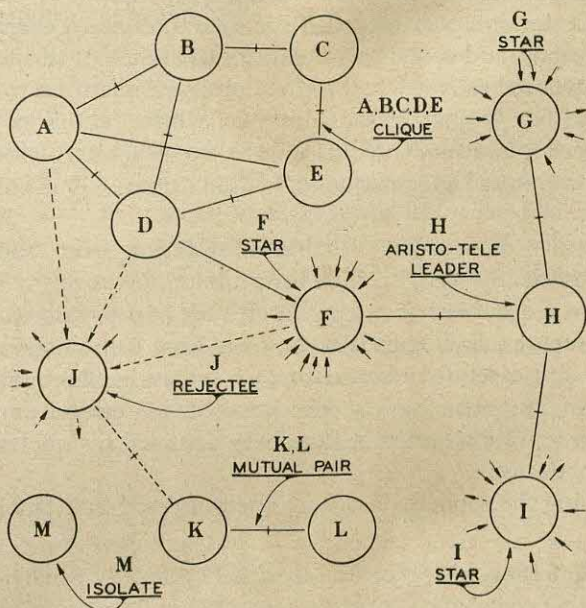 B
C
G
STAR
A
A,B,C,D,E
CLIQUE
G
E
D
F
STAR
H
ARISTO-TELE
LEADER
F
H
J
J
REJECTEE
K,L
MUTUAL PAIR
M
K
L
I
M
ISOLATE
I
STAR